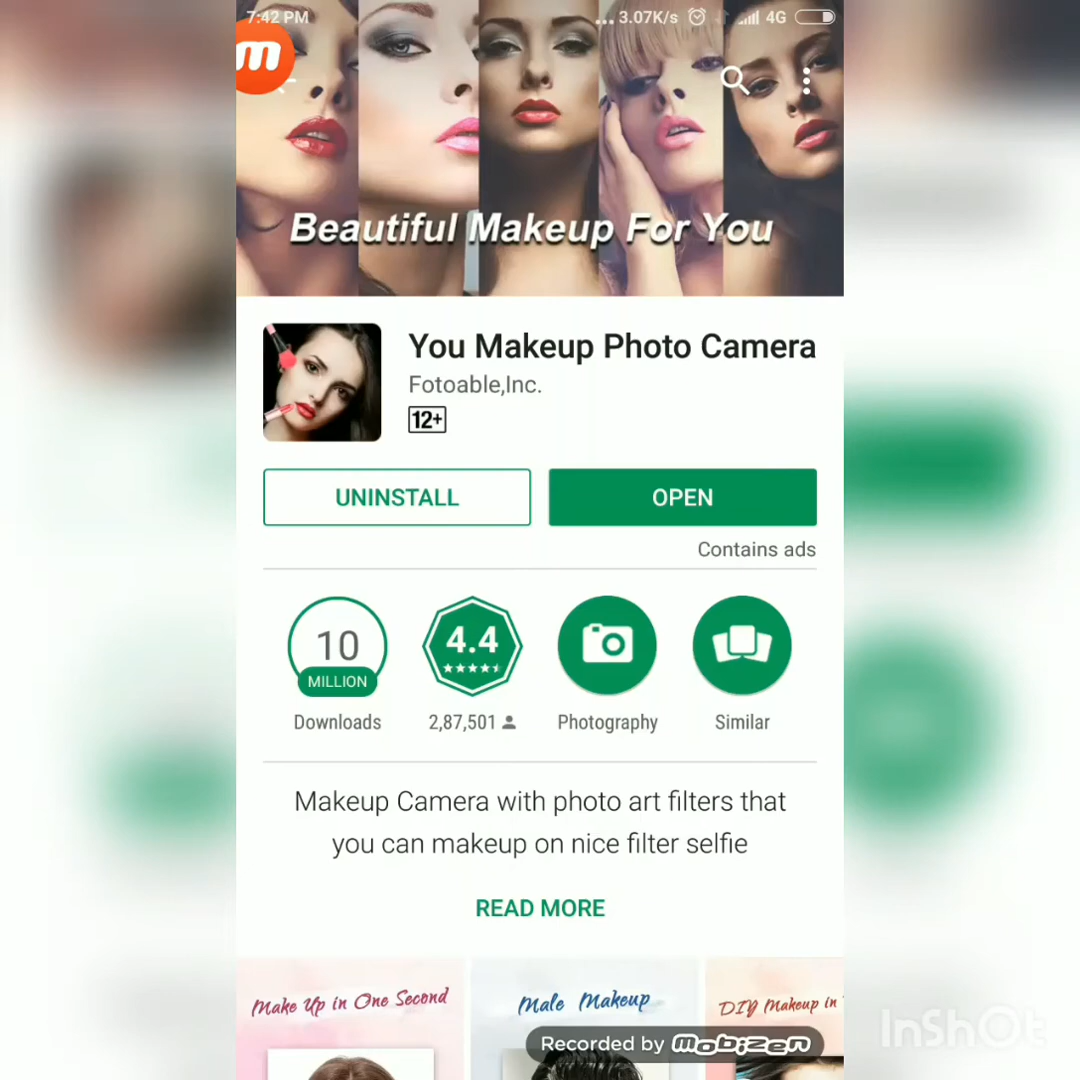 7:42 PM ... 3.07K/s 4G
m
Beautiful Makeup For You
You Makeup Photo Camera
Fotoable,Inc.
12+
UNINSTALL OPEN
Contains ads
10 4.4
MILLION
Downloads 2,87,501 Photography Similar
Makeup Camera with photo art filters that
you can makeup on nice filter selfie
READ MORE
Make Up in One Second Male Makeup DIY Makeup in
Recorded by mobizen
InShOt